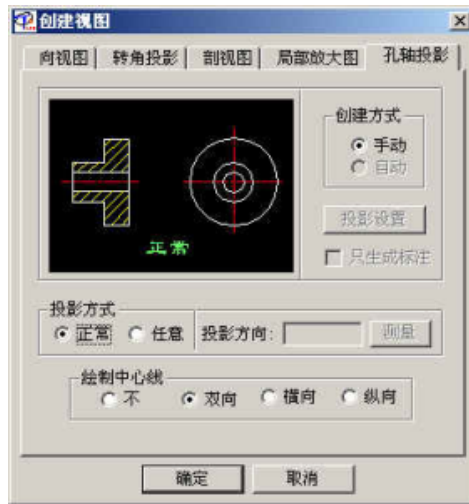 创建视图
向视图 转角投影 剖视图 局部放大图 孔轴投影
正常
创建方式
手动
自动
投影设置
只生成标注
投影方式
正常 任意 投影方向: 测量
绘制中心线
不 双向 横向 纵向
确定 取消